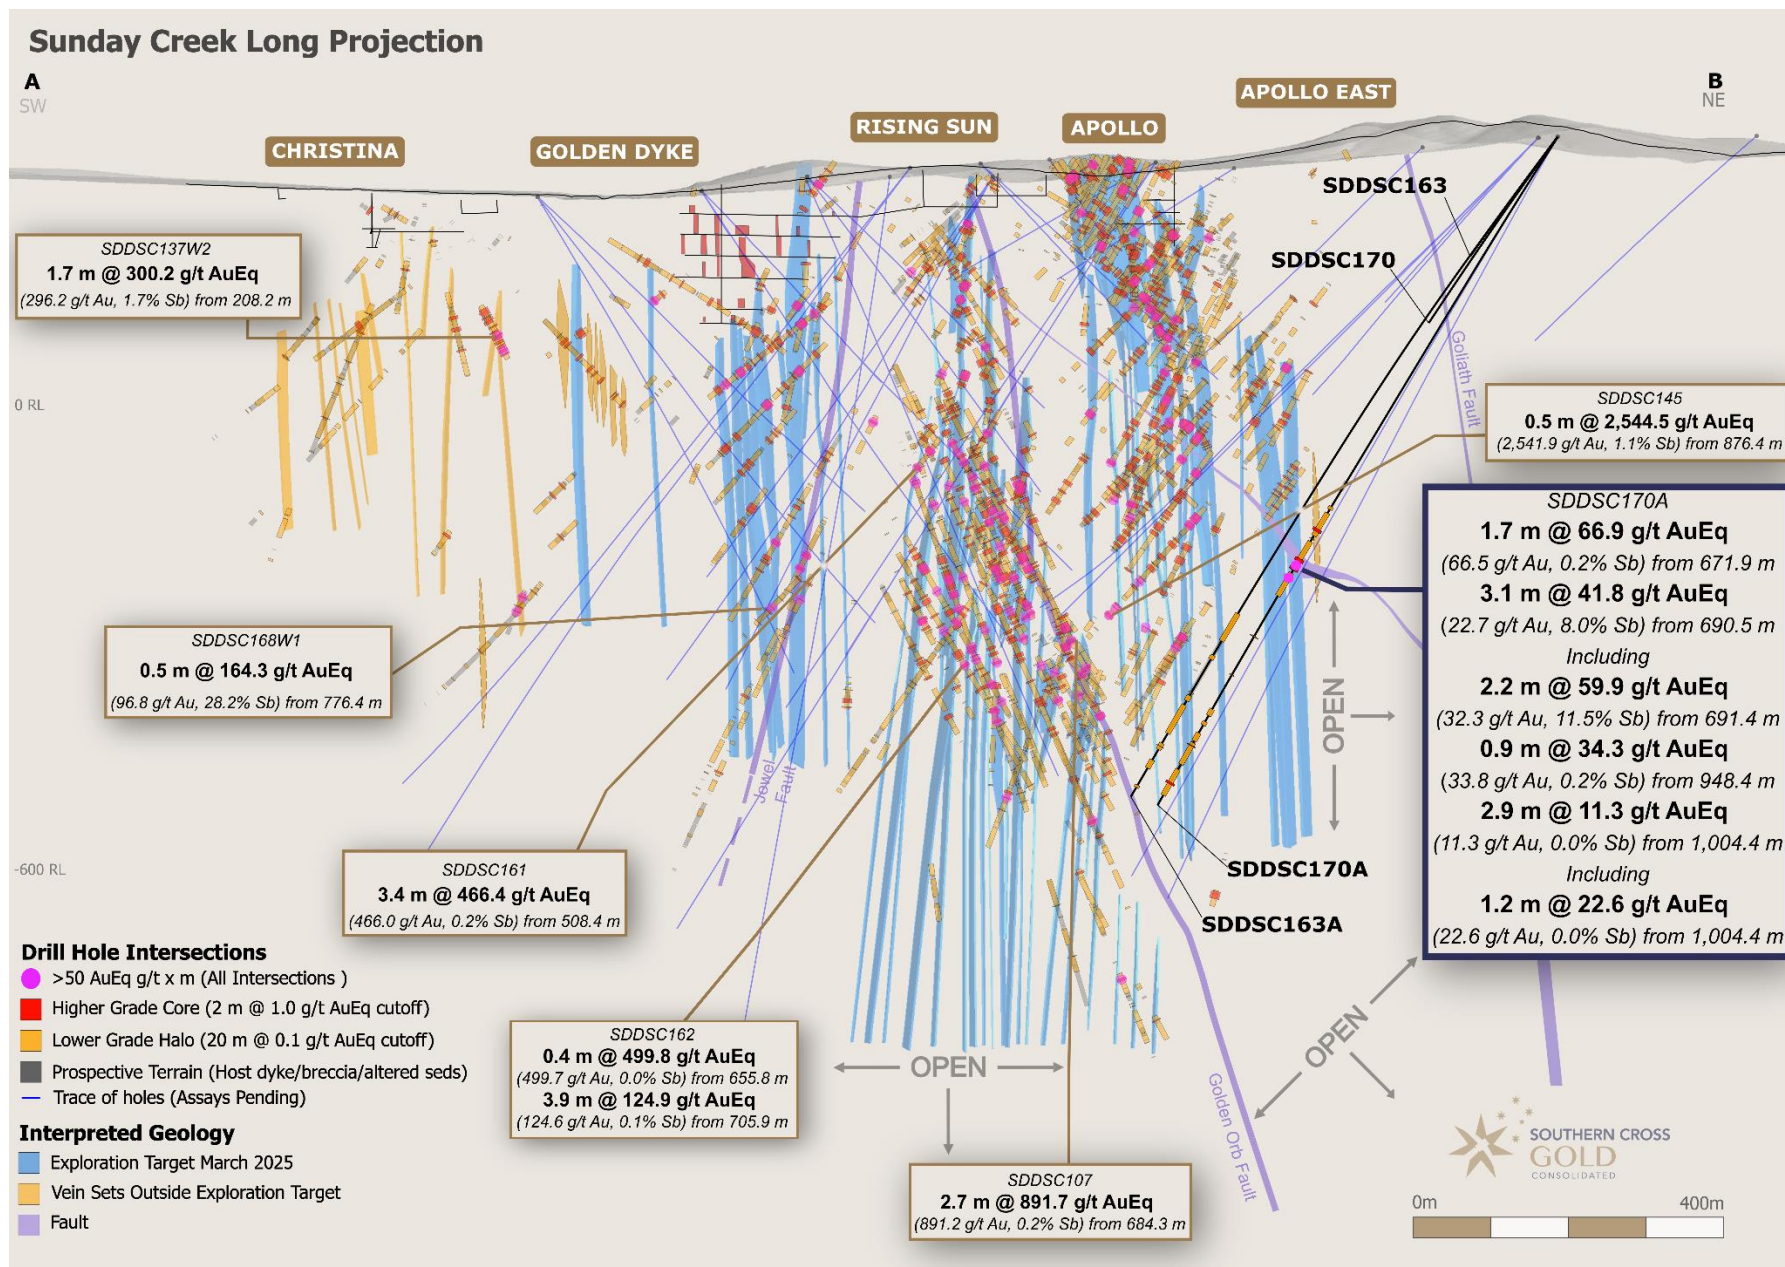 Sunday Creek Long Projection
A
SW
B
NE
CHRISTINA
GOLDEN DYKE
RISING SUN
APOLLO
APOLLO EAST
SDDSC163
SDDSC170
SDDSC137W2
1.7 m @ 300.2 g/t AuEq
(296.2 g/t Au, 1.7% Sb) from 208.2 m
0 RL
Goliath Fault
SDDSC145
0.5 m @ 2,544.5 g/t AuEq
(2,541.9 g/t Au, 1.1% Sb) from 876.4 m
SDDSC170A
1.7 m @ 66.9 g/t AuEq
(66.5 g/t Au, 0.2% Sb) from 671.9 m
3.1 m @ 41.8 g/t AuEq
(22.7 g/t Au, 8.0% Sb) from 690.5 m
Including
2.2 m @ 59.9 g/t AuEq
(32.3 g/t Au, 11.5% Sb) from 691.4 m
0.9 m @ 34.3 g/t AuEq
(33.8 g/t Au, 0.2% Sb) from 948.4 m
2.9 m @ 11.3 g/t AuEq
(11.3 g/t Au, 0.0% Sb) from 1,004.4 m
Including
1.2 m @ 22.6 g/t AuEq
(22.6 g/t Au, 0.0% Sb) from 1,004.4 m
SDDSC168W1
0.5 m @ 164.3 g/t AuEq
(96.8 g/t Au, 28.2% Sb) from 776.4 m
OPEN
Jewel
Fault
-600 RL
SDDSC161
3.4 m @ 466.4 g/t AuEq
(466.0 g/t Au, 0.2% Sb) from 508.4 m
SDDSC170A
SDDSC163A
Drill Hole Intersections
>50 AuEq g/t x m (All Intersections )
Higher Grade Core (2 m @ 1.0 g/t AuEq cutoff)
Lower Grade Halo (20 m @ 0.1 g/t AuEq cutoff)
Prospective Terrain (Host dyke/breccia/altered seds)
Trace of holes (Assays Pending)
Interpreted Geology
Exploration Target March 2025
Vein Sets Outside Exploration Target
Fault
SDDSC162
0.4 m @ 499.8 g/t AuEq
(499.7 g/t Au, 0.0% Sb) from 655.8 m
3.9 m @ 124.9 g/t AuEq
(124.6 g/t Au, 0.1% Sb) from 705.9 m
OPEN
OPEN
Golden Orb Fault
SDDSC107
2.7 m @ 891.7 g/t AuEq
(891.2 g/t Au, 0.2% Sb) from 684.3 m
SOUTHERN CROSS
GOLD
CONSOLIDATED
0m
400m